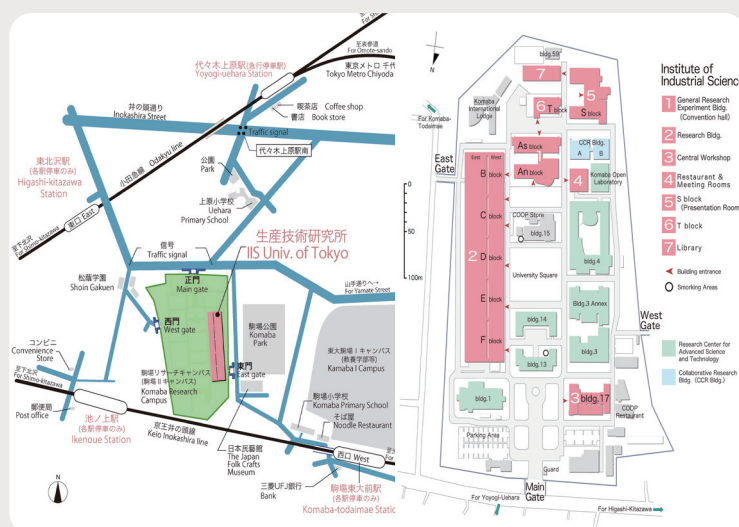 For Shimo-kitazawa
至表参道
For Omote-sando
代々木上原駅(急行停車駅)
Yoyogi-uehara Station
東京メトロ 千代
Tokyo Metro Chiyoda
井の頭通り
Inokashira Street
喫茶店 Coffee shop
書店 Book store
Traffic signal
代々木上原駅南
小田急線 Odakyu line
東北沢駅
(各駅停車のみ)
Higashi-kitazawa
Station
公園
Park
上原小学校
Uehara
Primary School
東口 East
至下北沢
For Shimo-kitazawa
信号
Traffic signal
生産技術研究所
IIS Univ. of Tokyo
松蔭学園
Shoin Gakuen
正門
Main gate
山手通りへ→
For Yamate Street
西門
West gate
駒場公園
Komaba
Park
東大駒場Ⅰキャンパス
(教養学部等)
Kamaba I Campus
コンビニ
Convenience
Store
東門
East gate
駒場リサーチキャンパス
(駒場Ⅱキャンパス)
Komaba Research
Campus
至下北沢
For Shimo-kitazawa
駒場小学校
Komaba Primary School
郵便局
Post office
池ノ上駅
(各駅停車のみ)
Ikenoue Station
京王井の頭線
Keio Inokashira line
そば屋
Noodle Restaurant
日本民藝館
The Japan
Folk Crafts
Museum
西口 West
三菱UFJ銀行
Bank
駒場東大前駅
(各駅停車のみ)
Komaba-todaimae Station
N
N
bldg.59
7
Komaba
International
Lodge
For Komaba-
Todaimae
6
T block
5
S block
East
Gate
East
West
As block
An block
CCR Bldg.
A
B
4
Komaba Open
Laboratory
B block
C block
2
D block
E block
F block
COOP Store
bldg.15
University Square
bldg.4
bldg.14
Bldg.3 Annex
bldg.13
bldg.3
West
Gate
bldg.1
3
bldg.17
COOP
Restaurant
Parking Area
Guard
Main
Gate
For Yoyogi-Uehara
For Higashi-Kitazawa
0
50
100m
Institute of
Industrial Scienc
1 General Research
Experiment Bldg.
(Convention hall)
2 Research Bldg.
3 Central Workshop
4 Restaurant &
Meeting Rooms
5 S block
(Presentation Room
6 T block
7 Library
Building entrance
Smorking Areas
Research Center for
Advanced Science
and Technology
Collaborative Research
Bldg. (CCR Bldg.)